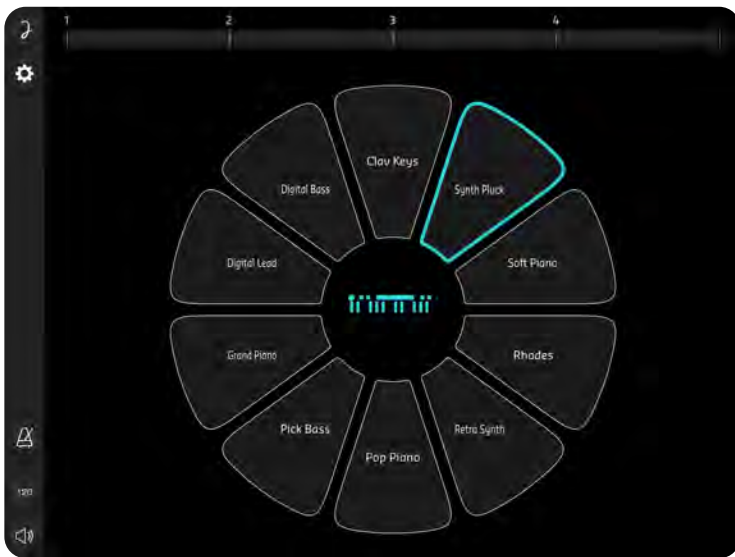 1 2 3 4
Clav Keys
Digital Bass
Synth Pluck
Digital Lead
Soft Piano
Grand Piano
Rhodes
Pick Bass
Retro Synth
Pop Piano
120